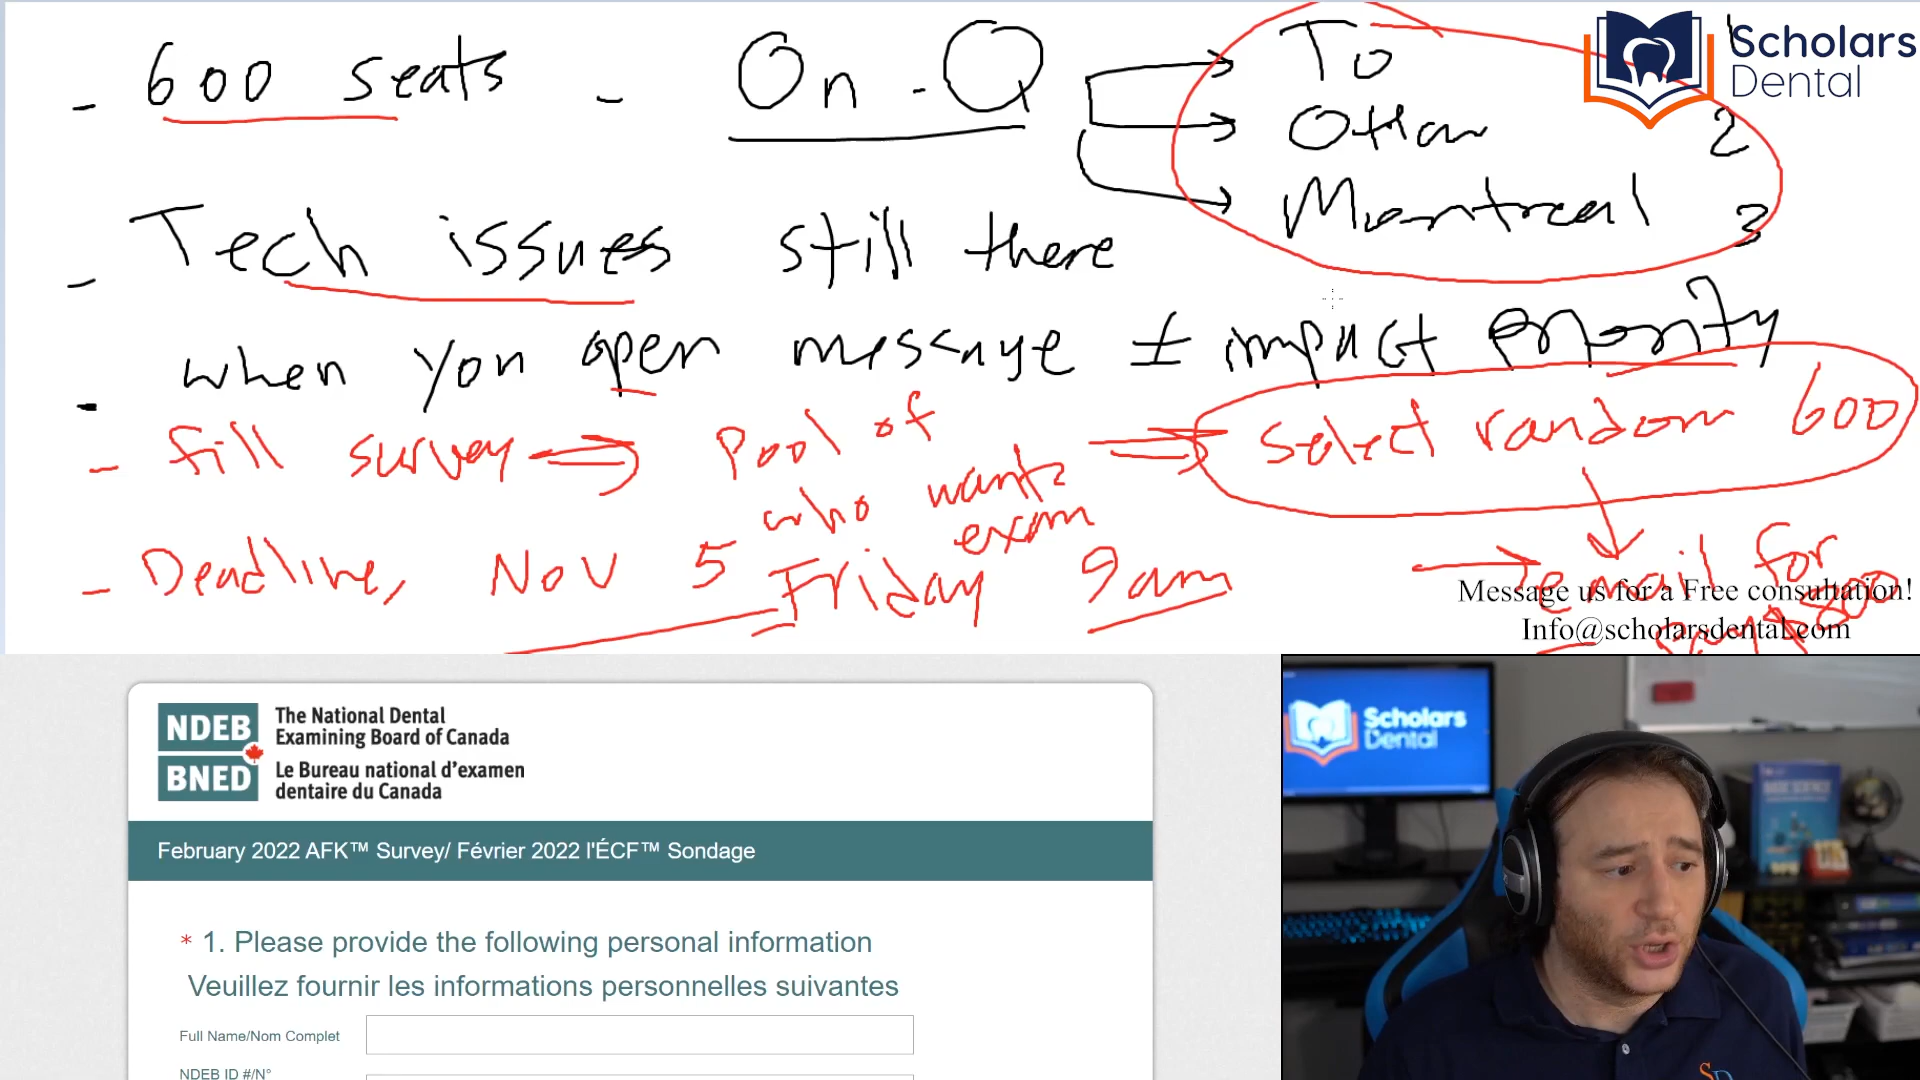 Scholars
Dental
- 600 seats - On-Q To 1
Ottaw 2
Montreal 3
- Tech issues still there
- when you open message ± impact priority
- fill survey ⇒ Pool of who wants exam ⇒ select random 600
- Deadline, Nov 5 Friday 9am → email for
800
Message us for a Free consultation!
Info@scholarsdental.com
NDEB
BNED
The National Dental
Examining Board of Canada
Le Bureau national d'examen
dentaire du Canada
February 2022 AFK™ Survey/ Février 2022 l'ÉCF™ Sondage
* 1. Please provide the following personal information
Veuillez fournir les informations personnelles suivantes
Full Name/Nom Complet
NDEB ID #/N°
Scholars
Dental